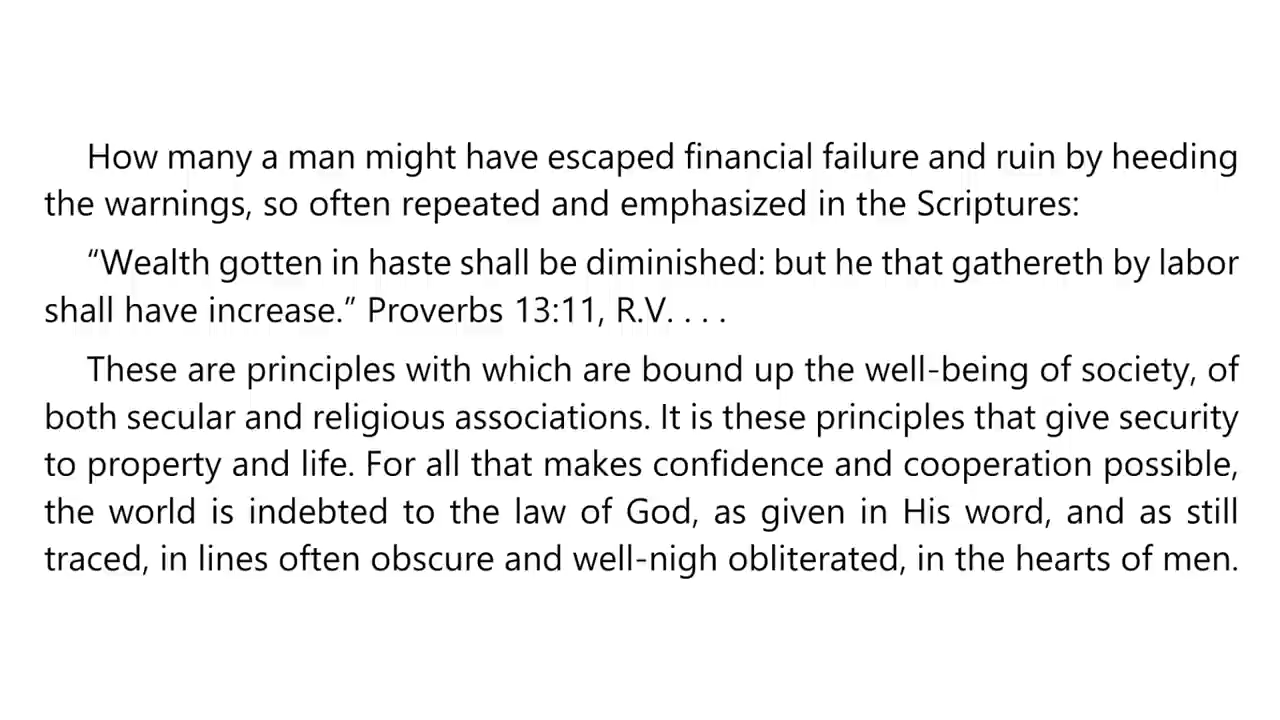 How many a man might have escaped financial failure and ruin by heeding
the warnings, so often repeated and emphasized in the Scriptures:
“Wealth gotten in haste shall be diminished: but he that gathereth by labor
shall have increase.” Proverbs 13:11, R.V. . . .
These are principles with which are bound up the well-being of society, of
both secular and religious associations. It is these principles that give security
to property and life. For all that makes confidence and cooperation possible,
the world is indebted to the law of God, as given in His word, and as still
traced, in lines often obscure and well-nigh obliterated, in the hearts of men.